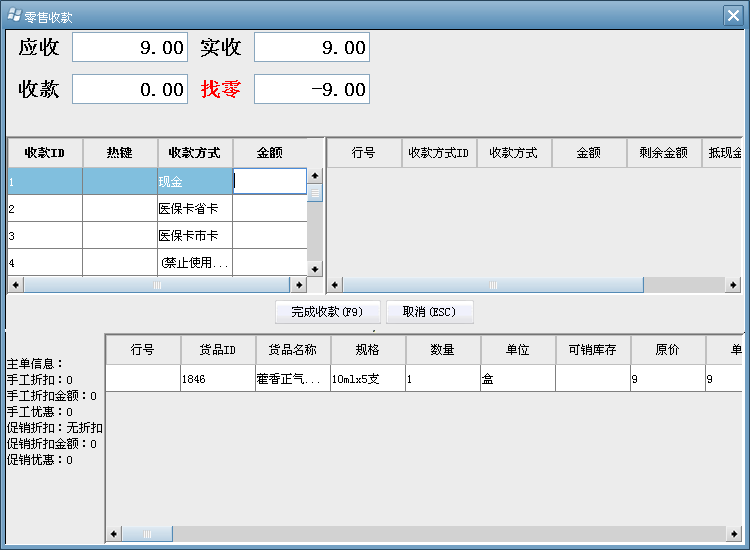 零售收款
应收 9.00 实收 9.00
收款 0.00 找零 -9.00
收款ID 热键 收款方式 金额
1 现金
2 医保卡省卡
3 医保卡市卡
4 (禁止使用...
行号 收款方式ID 收款方式 金额 剩余金额 抵现金
完成收款(F9) 取消(ESC)
主单信息：
手工折扣：0
手工折扣金额：0
手工优惠：0
促销折扣：无折扣
促销折扣金额：0
促销优惠：0
行号 货品ID 货品名称 规格 数量 单位 可销库存 原价 单
1846 藿香正气... 10mlx5支 1 盒 9 9